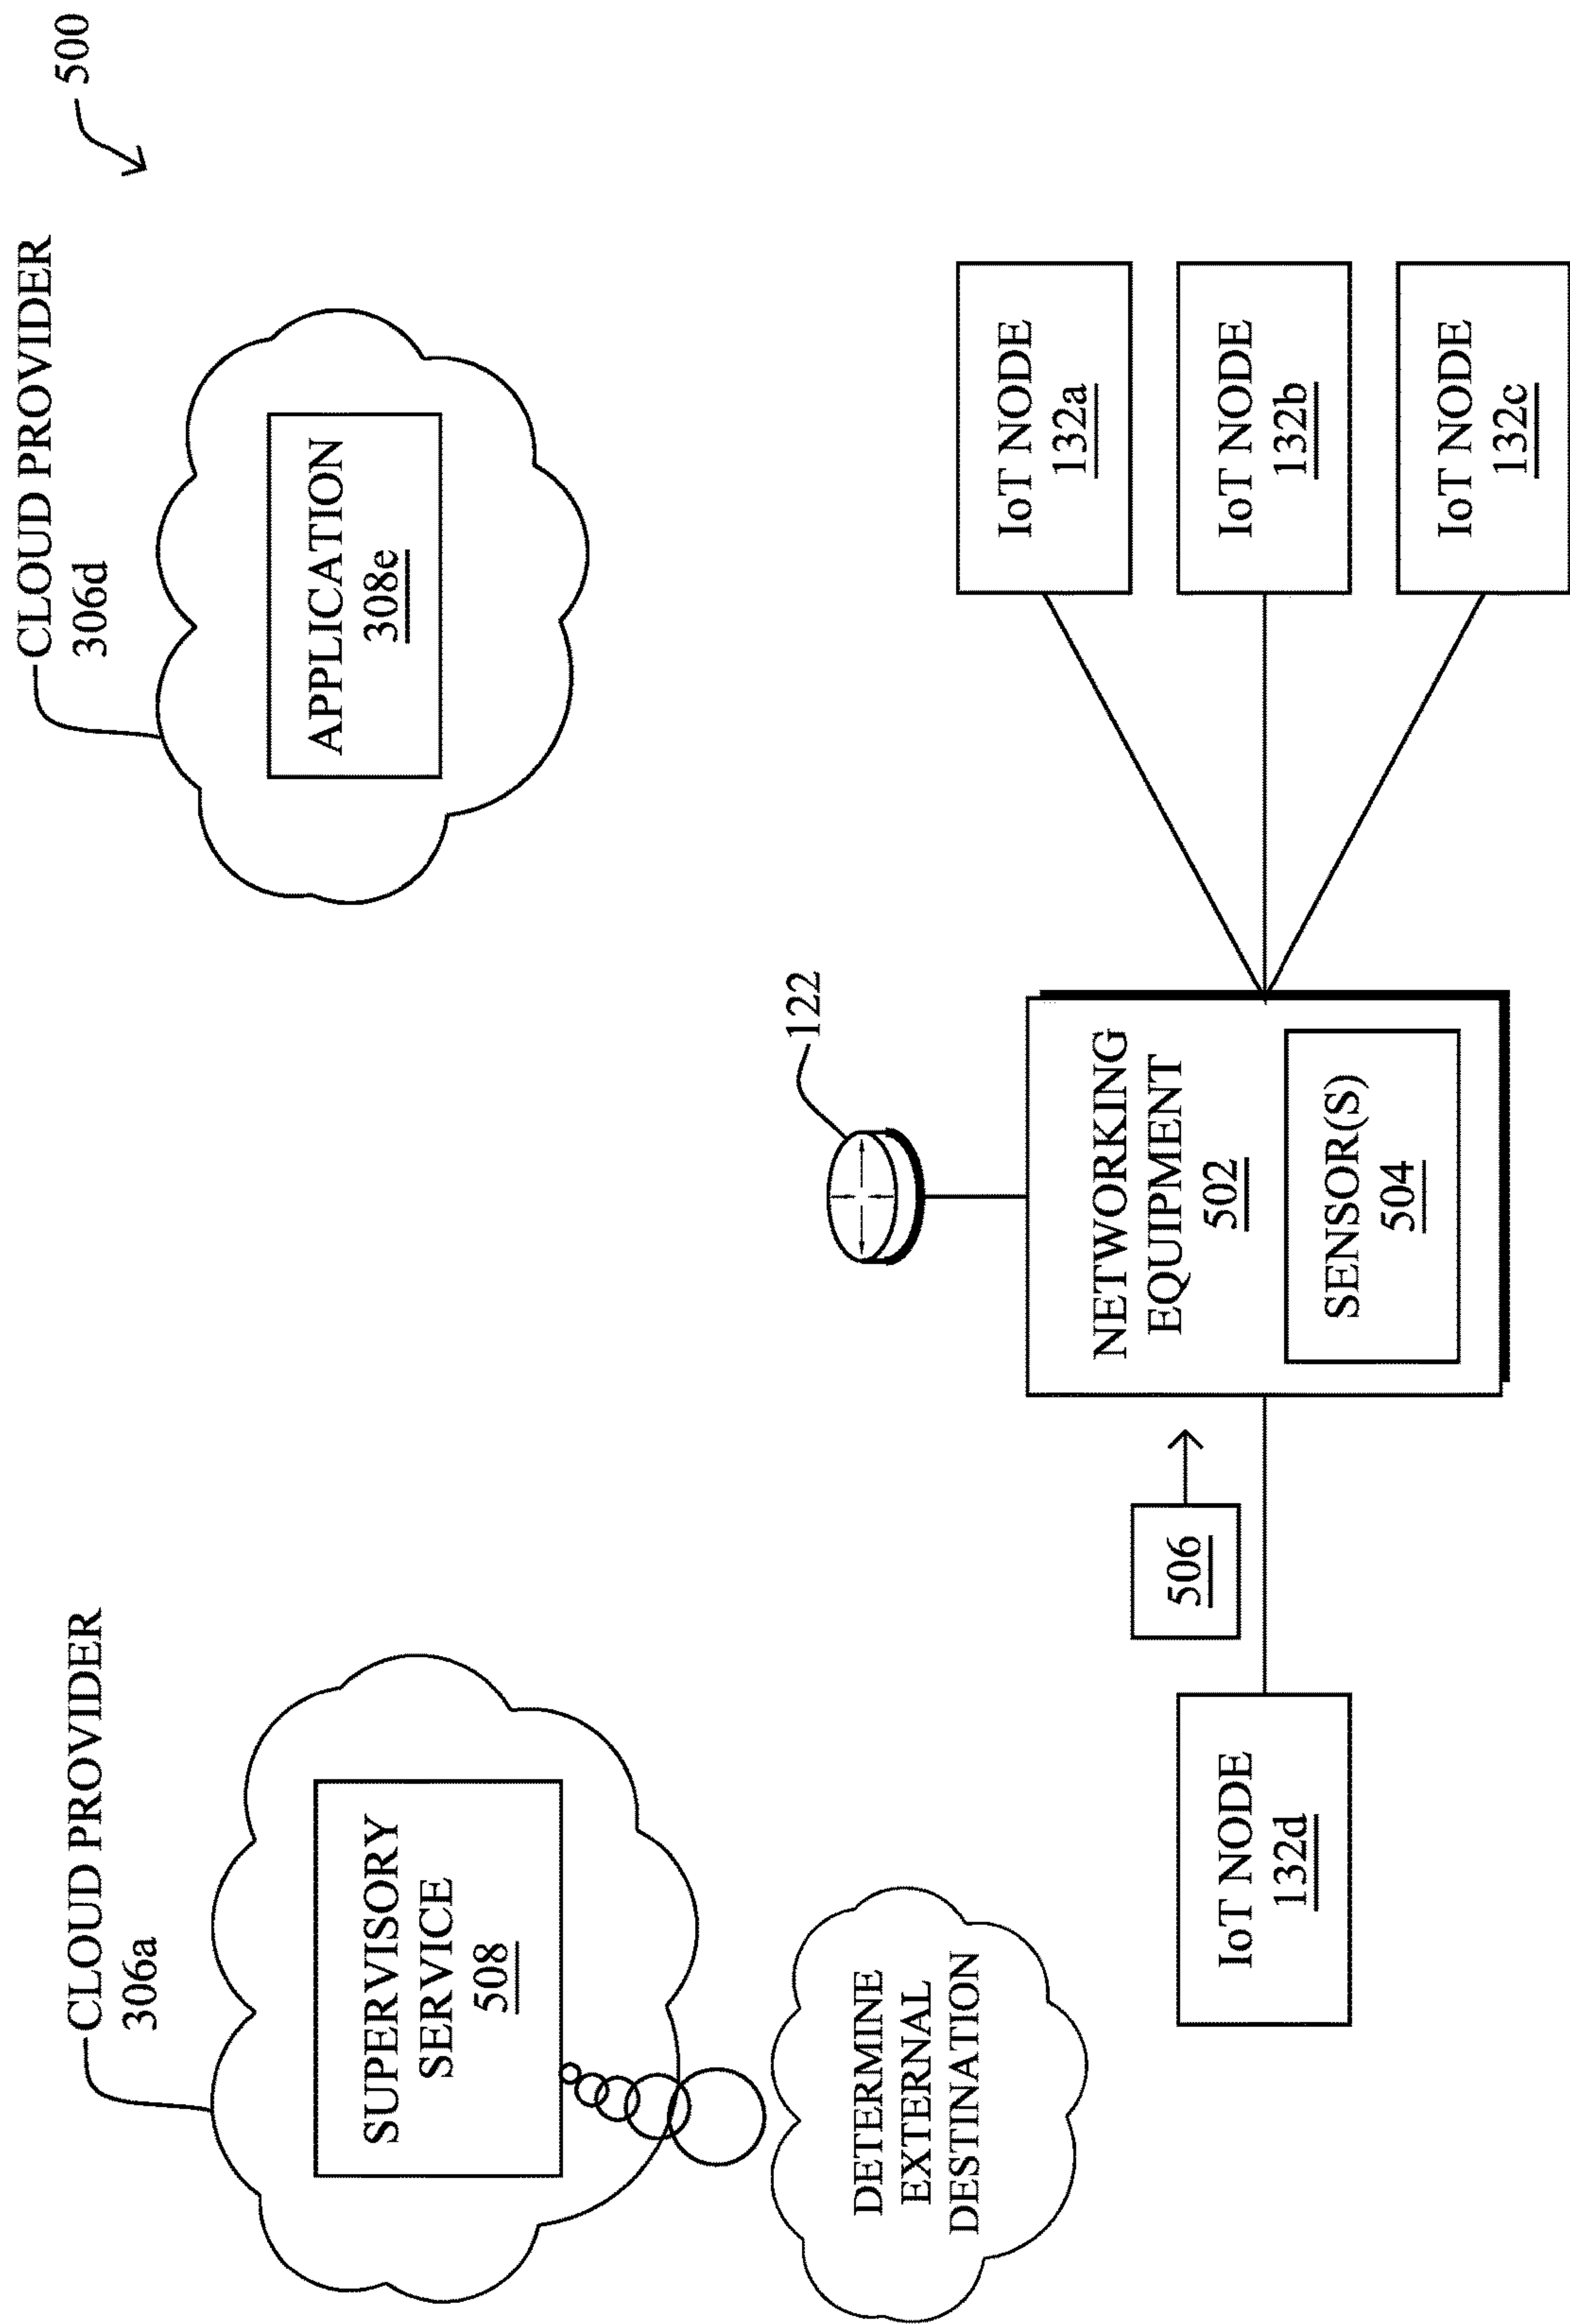 500
CLOUD PROVIDER
306a
SUPERVISORY
SERVICE
508
DETERMINE
EXTERNAL
DESTINATION
CLOUD PROVIDER
306d
APPLICATION
308e
122
NETWORKING
EQUIPMENT
502
SENSOR(S)
504
506
IoT NODE
132d
IoT NODE
132a
IoT NODE
132b
IoT NODE
132c